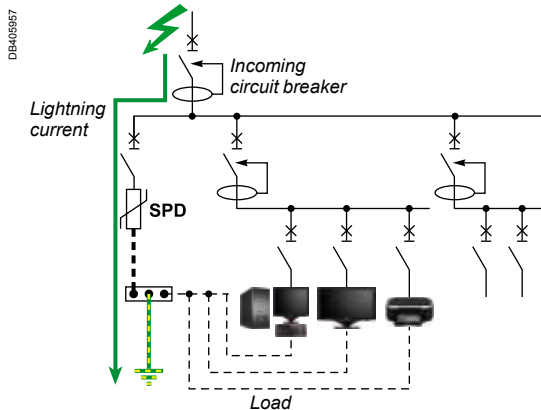 DB405957
Incoming
circuit breaker
Lightning
current
SPD
Load